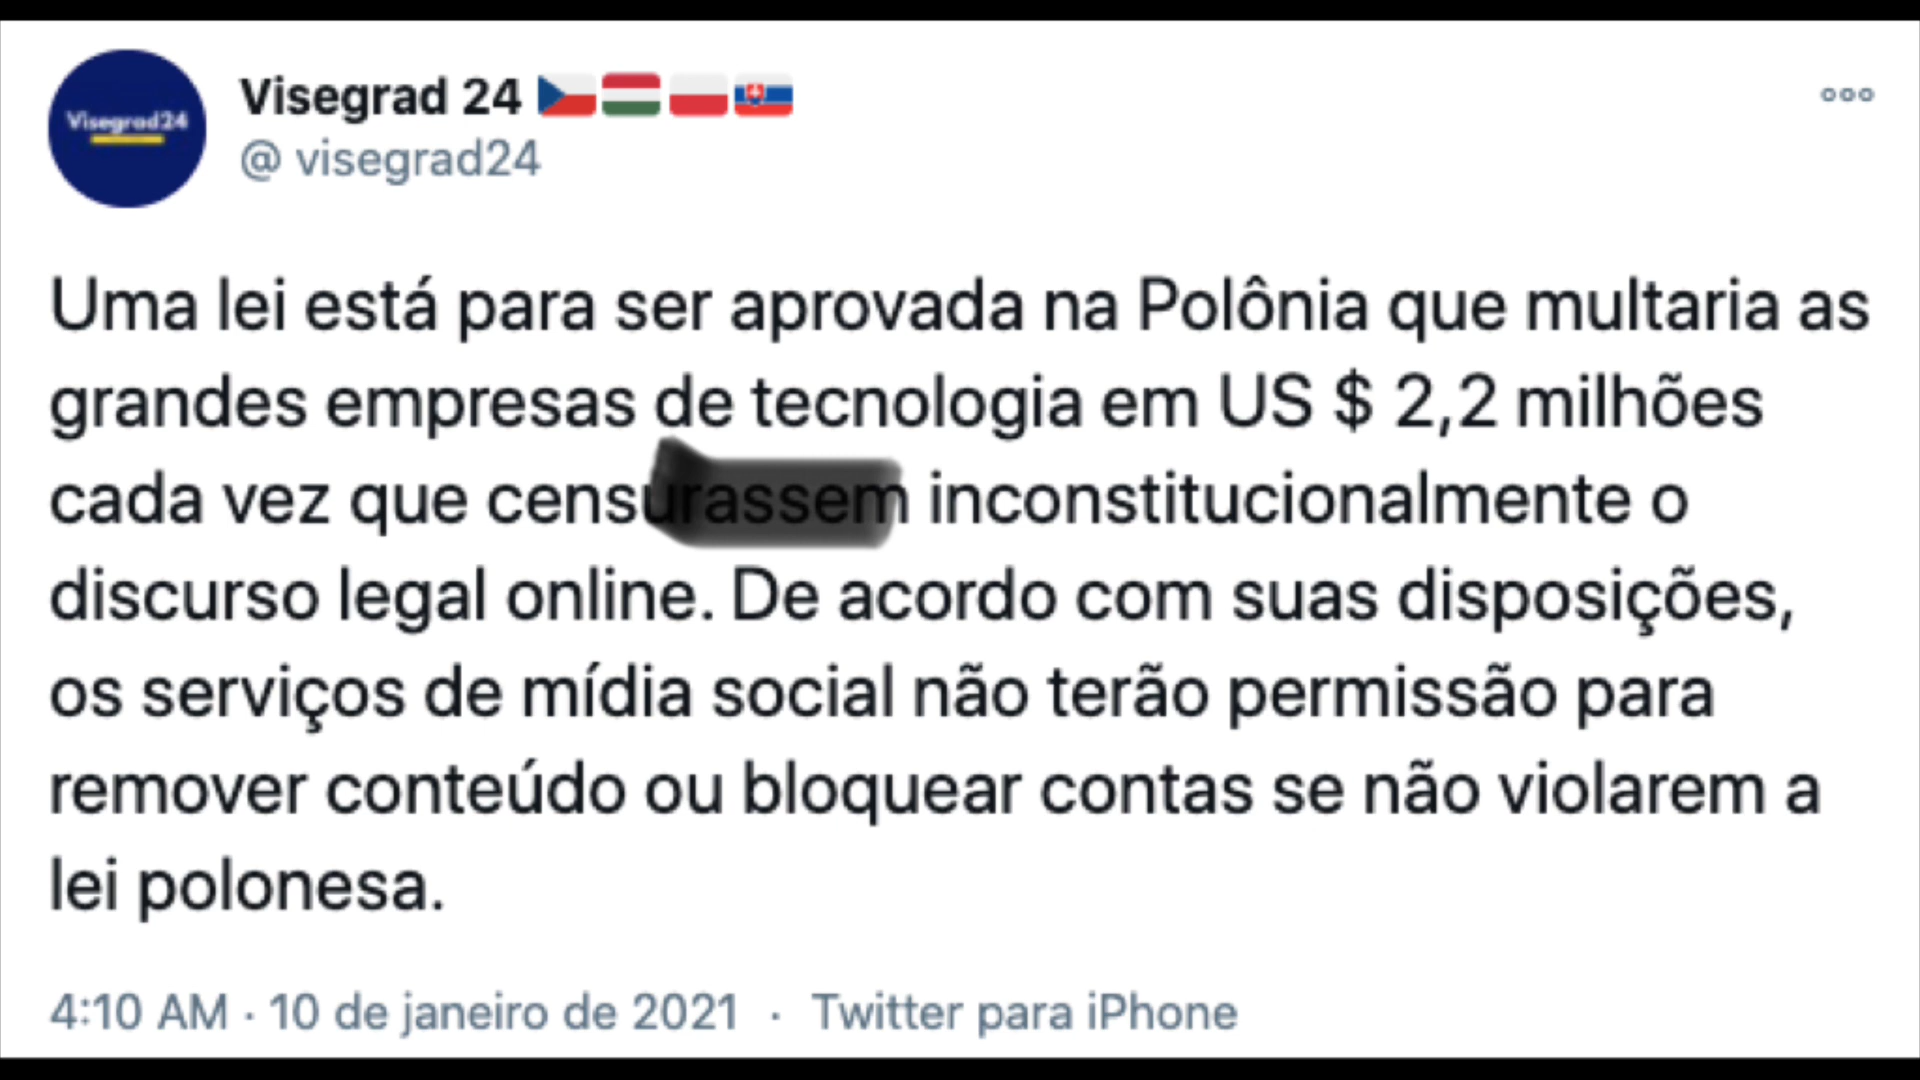 Visegrad24
Visegrad 24
@ visegrad24
Uma lei está para ser aprovada na Polônia que multaria as
grandes empresas de tecnologia em US $ 2,2 milhões
cada vez que censurassem inconstitucionalmente o
discurso legal online. De acordo com suas disposições,
os serviços de mídia social não terão permissão para
remover conteúdo ou bloquear contas se não violarem a
lei polonesa.
4:10 AM · 10 de janeiro de 2021 · Twitter para iPhone